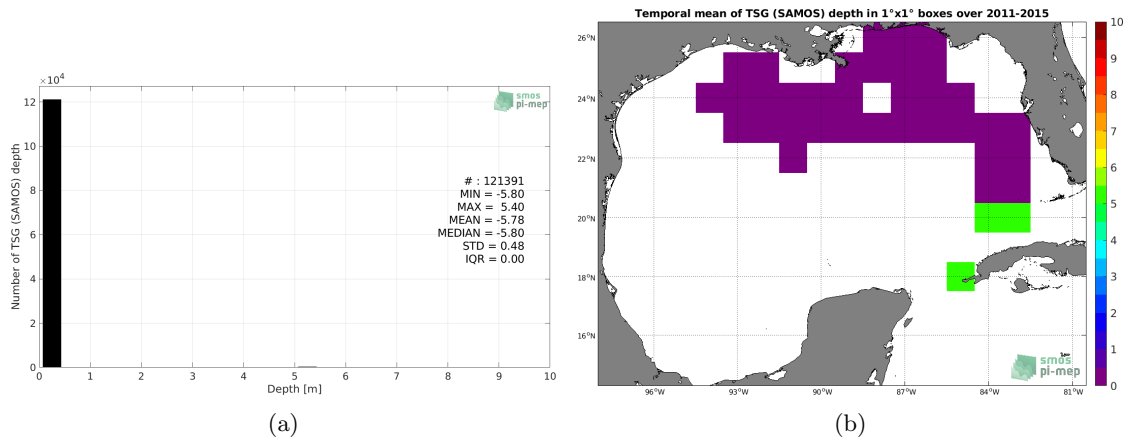 ×10⁴
12
10
8
6
4
2
0
Number of TSG (SAMOS) depth
smos
pi-mep
# : 121391
MIN = -5.80
MAX = 5.40
MEAN = -5.78
MEDIAN = -5.80
STD = 0.48
IQR = 0.00
0 1 2 3 4 5 6 7 8 9 10
Depth [m]
(a)
Temporal mean of TSG (SAMOS) depth in 1°x1° boxes over 2011-2015
26°N
24°N
22°N
20°N
18°N
16°N
96°W 93°W 90°W 87°W 84°W 81°W
smos
pi-mep
10
9
8
7
6
5
4
3
2
1
0
(b)